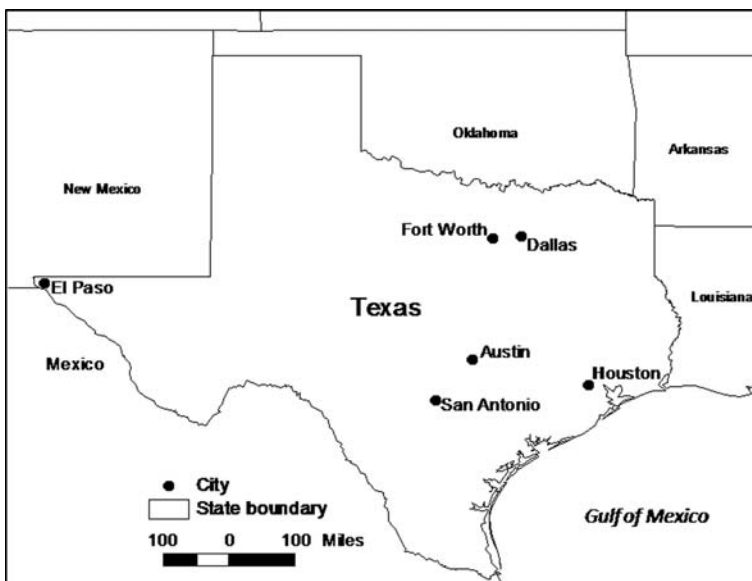 Oklahoma
Arkansas
New Mexico
Fort Worth
Dallas
El Paso
Louisiana
Texas
Mexico
Austin
Houston
San Antonio
City
State boundary
Gulf of Mexico
100 0 100 Miles